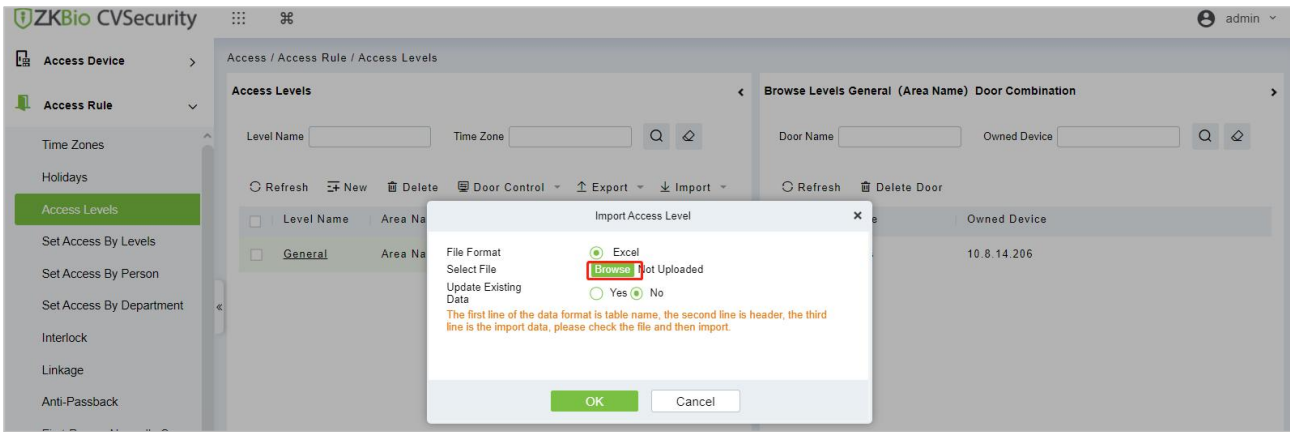 ZKBio CVSecurity
admin
Access Device
Access Rule
Time Zones
Holidays
Access Levels
Set Access By Levels
Set Access By Person
Set Access By Department
Interlock
Linkage
Anti-Passback
Access / Access Rule / Access Levels
Access Levels
Level Name Time Zone
Refresh New Delete Door Control Export Import
Level Name Area Na
General Area Na
Browse Levels General (Area Name) Door Combination
Door Name Owned Device
Refresh Delete Door
Owned Device
10.8.14.206
Import Access Level
File Format Excel
Select File Browse Not Uploaded
Update Existing
Data Yes No
The first line of the data format is table name, the second line is header, the third
line is the import data, please check the file and then import.
OK Cancel